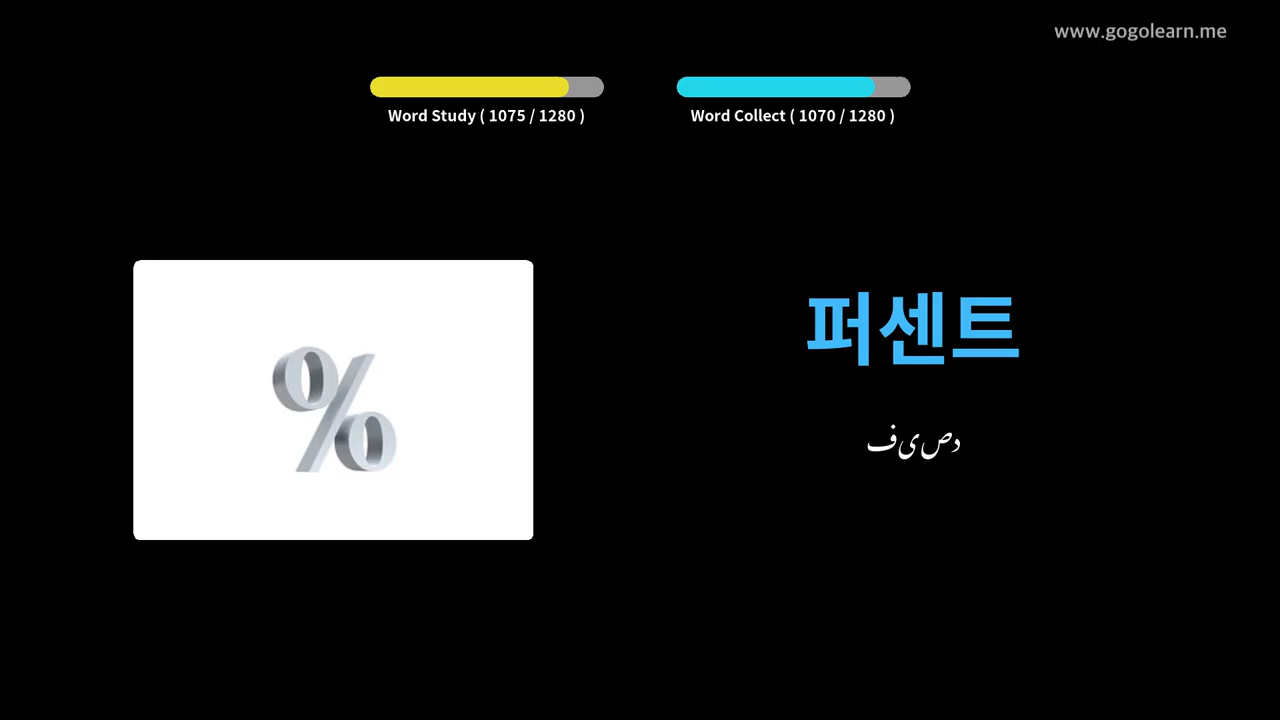 www.gogolearn.me
Word Study ( 1075 / 1280 )
Word Collect ( 1070 / 1280 )
%
퍼센트
فیصد